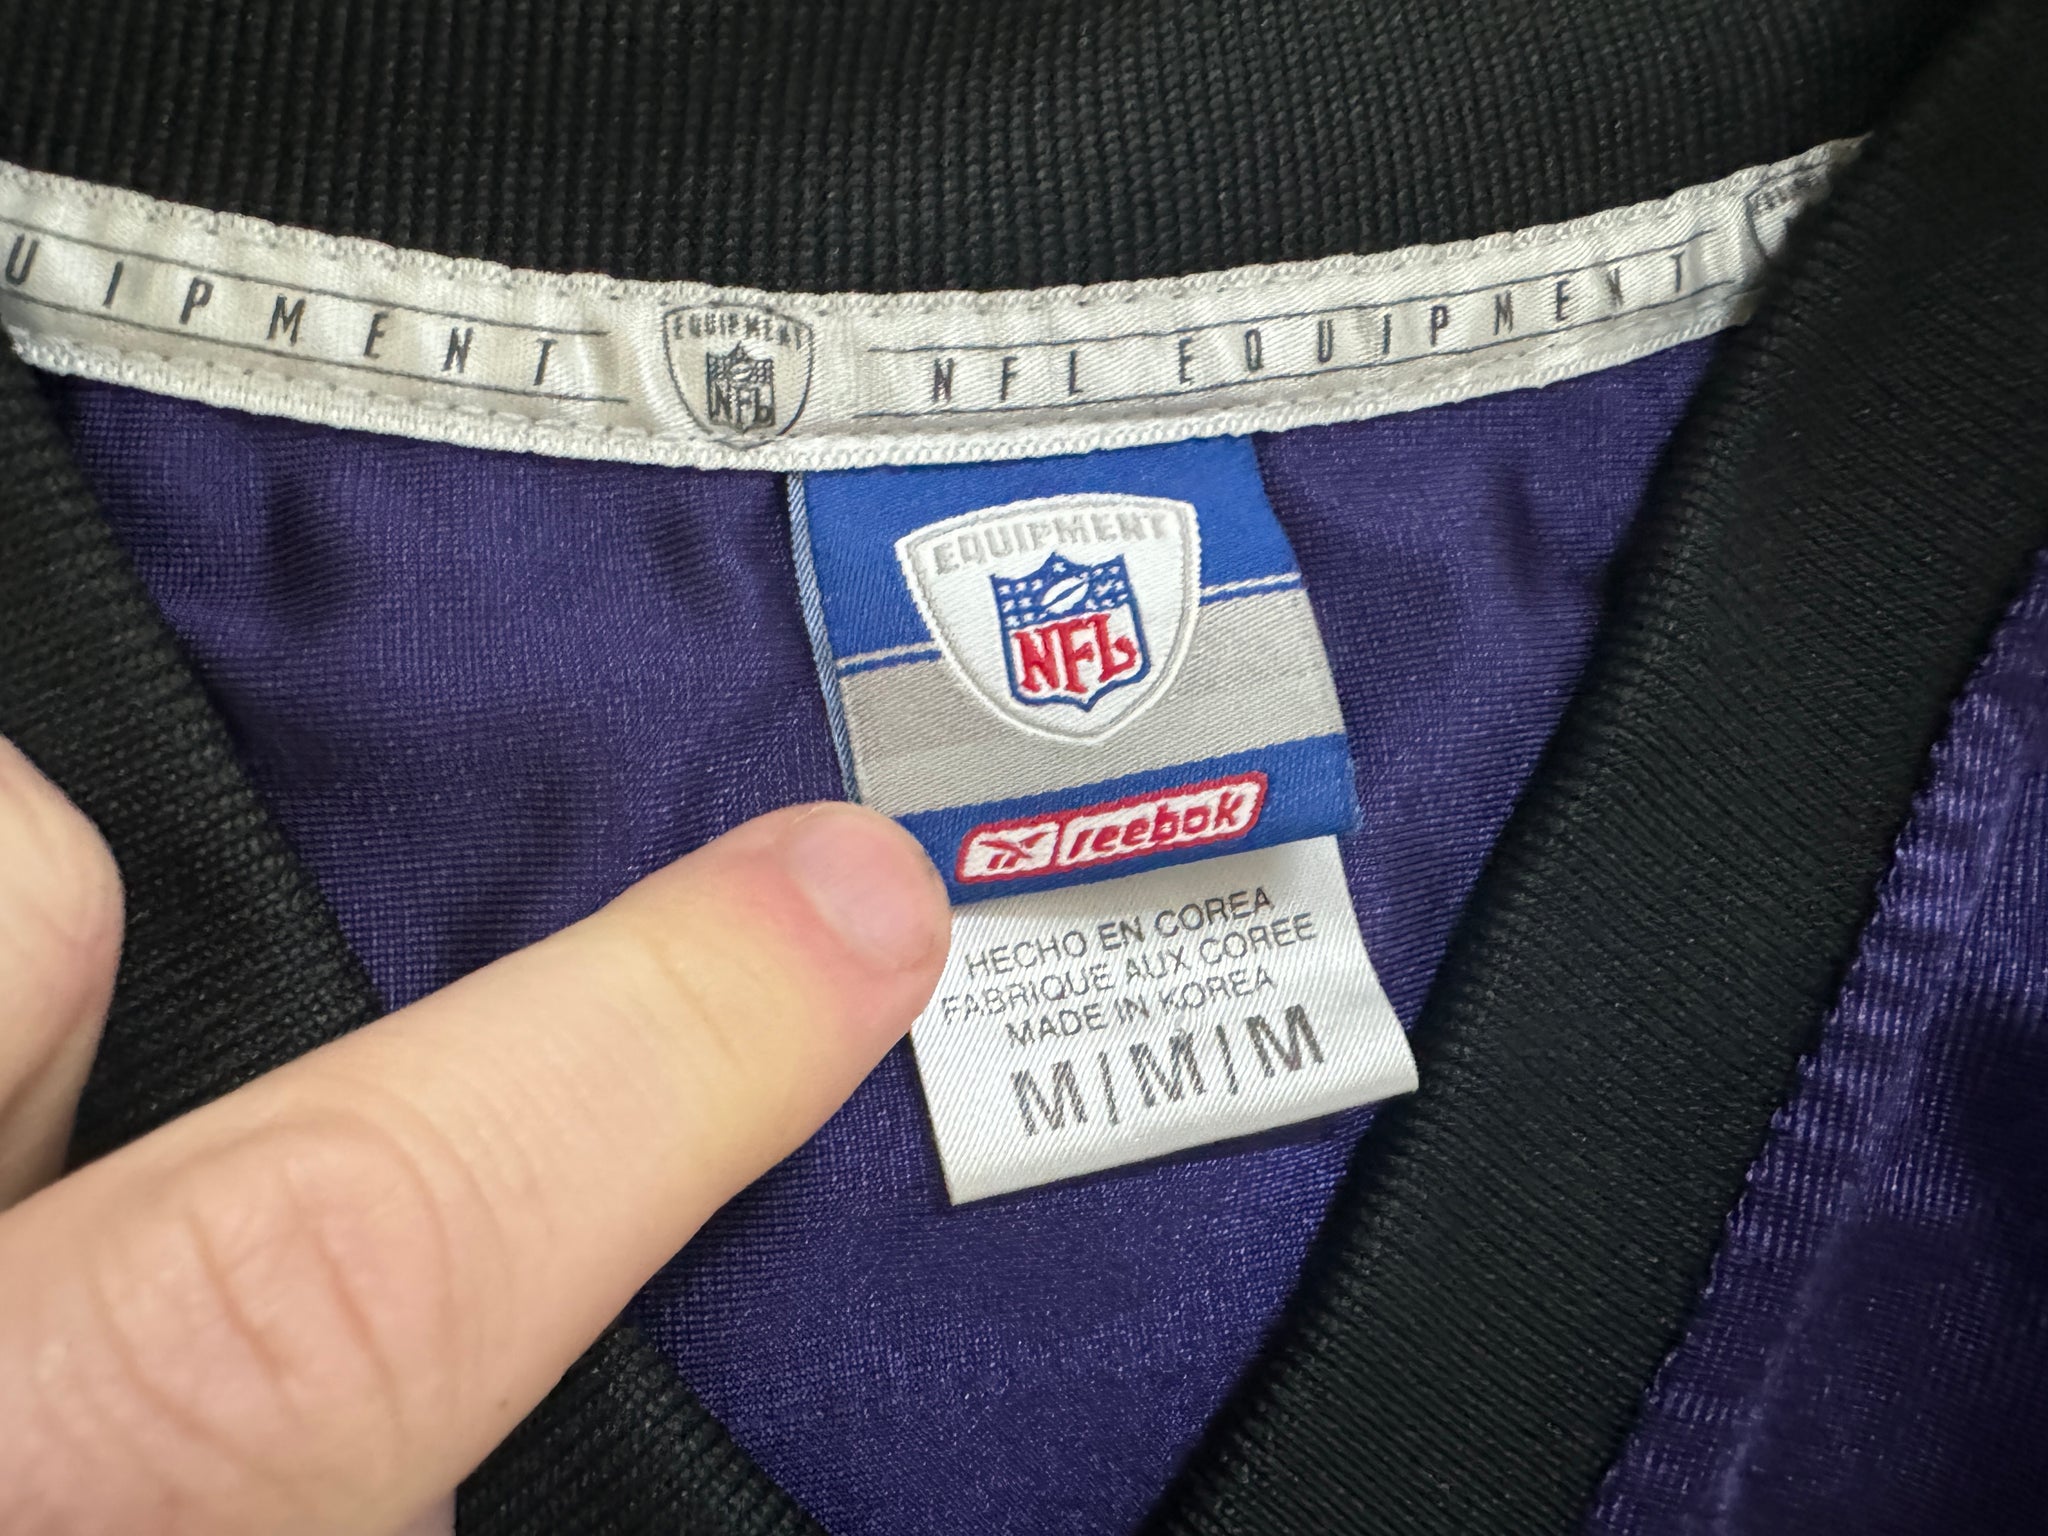 UIPMENT
EQUIPMENT
NFL
NFL EQUIPMENT
EQUIPMENT
NFL
Reebok
HECHO EN COREA
FABRIQUE AUX COREE
MADE IN KOREA
M|M|M